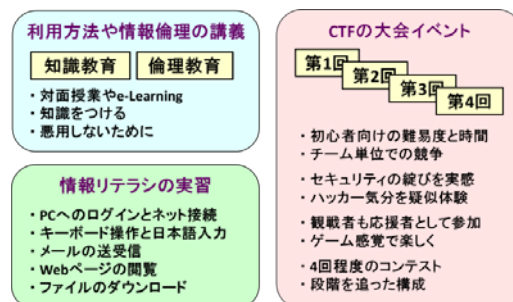 利用方法や情報倫理の講義
知識教育 倫理教育
・対面授業やe-Learning
・知識をつける
・悪用しないために
情報リテラシの実習
・PCへのログインとネット接続
・キーボード操作と日本語入力
・メールの送受信
・Webページの閲覧
・ファイルのダウンロード
CTFの大会イベント
第1回
第2回
第3回
第4回
・初心者向けの難易度と時間
・チーム単位での競争
・セキュリティの綻びを実感
・ハッカー気分を疑似体験
・観戦者も応援者として参加
・ゲーム感覚で楽しく
・4回程度のコンテスト
・段階を追った構成